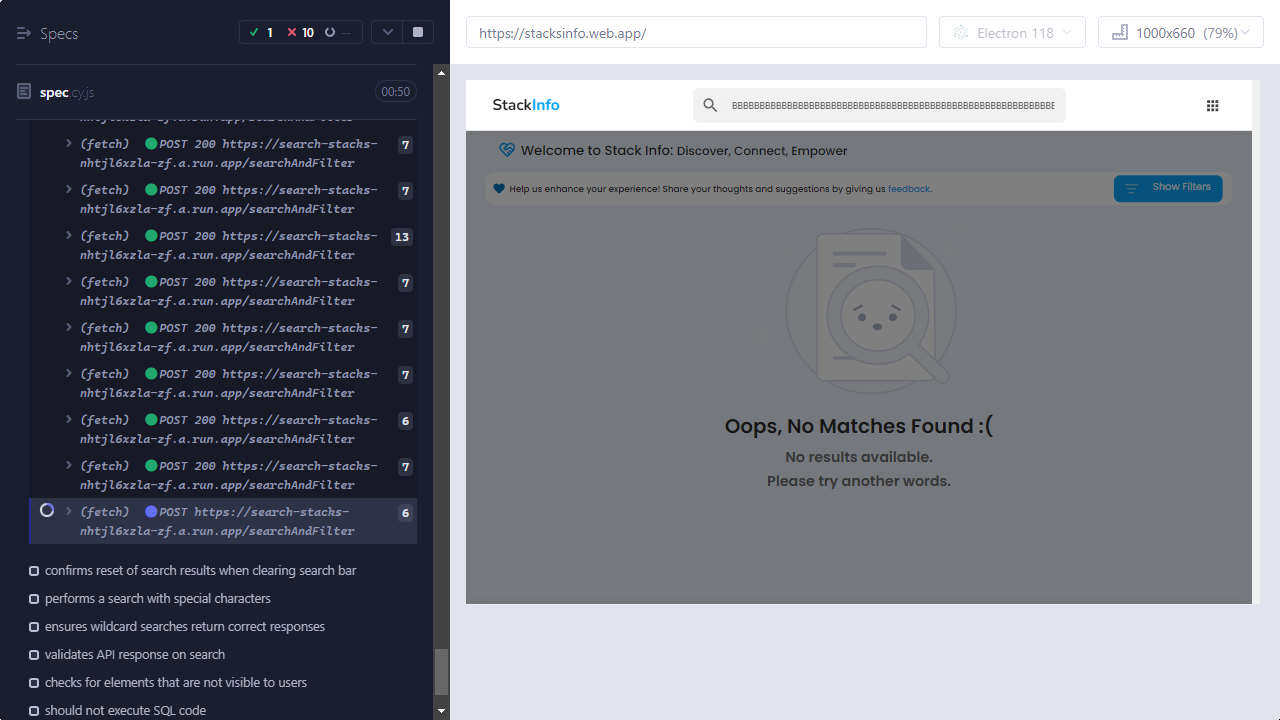 Specs
1
10
--
spec.cy.js
00:50
nhtjl6xzla-zf.a.run.app/searchAndFilter
(fetch) POST 200 https://search-stacks-
nhtjl6xzla-zf.a.run.app/searchAndFilter
7
(fetch) POST 200 https://search-stacks-
nhtjl6xzla-zf.a.run.app/searchAndFilter
7
(fetch) POST 200 https://search-stacks-
nhtjl6xzla-zf.a.run.app/searchAndFilter
13
(fetch) POST 200 https://search-stacks-
nhtjl6xzla-zf.a.run.app/searchAndFilter
7
(fetch) POST 200 https://search-stacks-
nhtjl6xzla-zf.a.run.app/searchAndFilter
7
(fetch) POST 200 https://search-stacks-
nhtjl6xzla-zf.a.run.app/searchAndFilter
7
(fetch) POST 200 https://search-stacks-
nhtjl6xzla-zf.a.run.app/searchAndFilter
6
(fetch) POST 200 https://search-stacks-
nhtjl6xzla-zf.a.run.app/searchAndFilter
7
(fetch) POST https://search-stacks-
nhtjl6xzla-zf.a.run.app/searchAndFilter
6
confirms reset of search results when clearing search bar
performs a search with special characters
ensures wildcard searches return correct responses
validates API response on search
checks for elements that are not visible to users
should not execute SQL code
https://stacksinfo.web.app/
Electron 118
1000x660 (79%)
StackInfo
Welcome to Stack Info: Discover, Connect, Empower
Help us enhance your experience! Share your thoughts and suggestions by giving us feedback.
Show Filters
Oops, No Matches Found :(
No results available.
Please try another words.